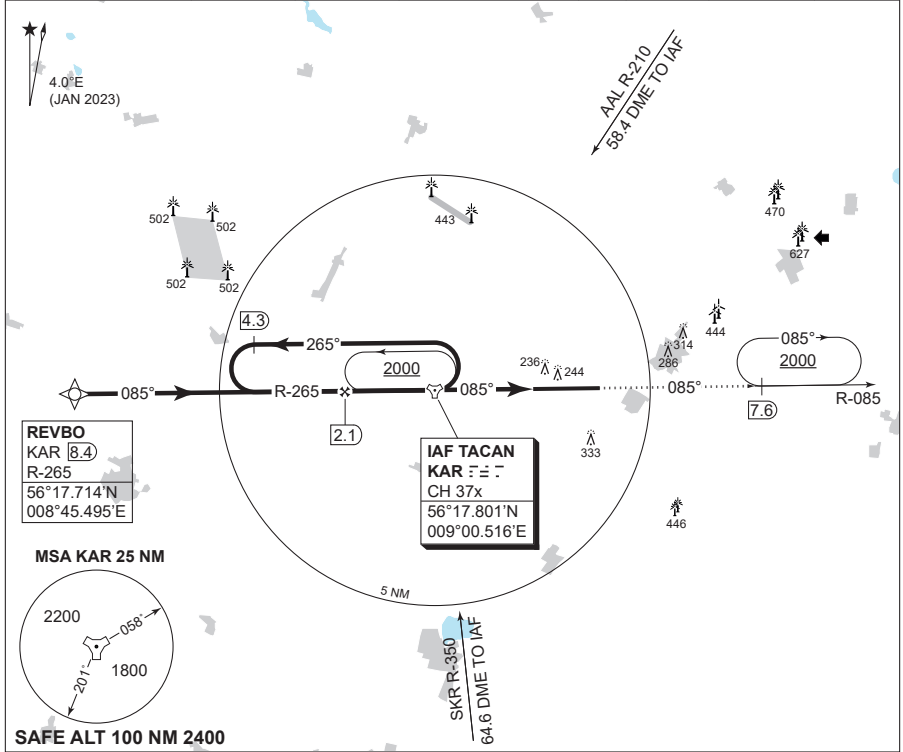 4.0°E
(JAN 2023)
AAL R-210
58.4 DME TO IAF
502
502
502
502
443
470
627
4.3
265°
2000
236
244
314
286
444
085°
2000
085°
R-265
085°
085°
R-085
2.1
7.6
333
446
REVBO
KAR 8.4
R-265
56°17.714'N
008°45.495'E
IAF TACAN
KAR
CH 37x
56°17.801'N
009°00.516'E
MSA KAR 25 NM
2200
058°
1800
201°
5 NM
SKR R-350
64.6 DME TO IAF
SAFE ALT 100 NM 2400